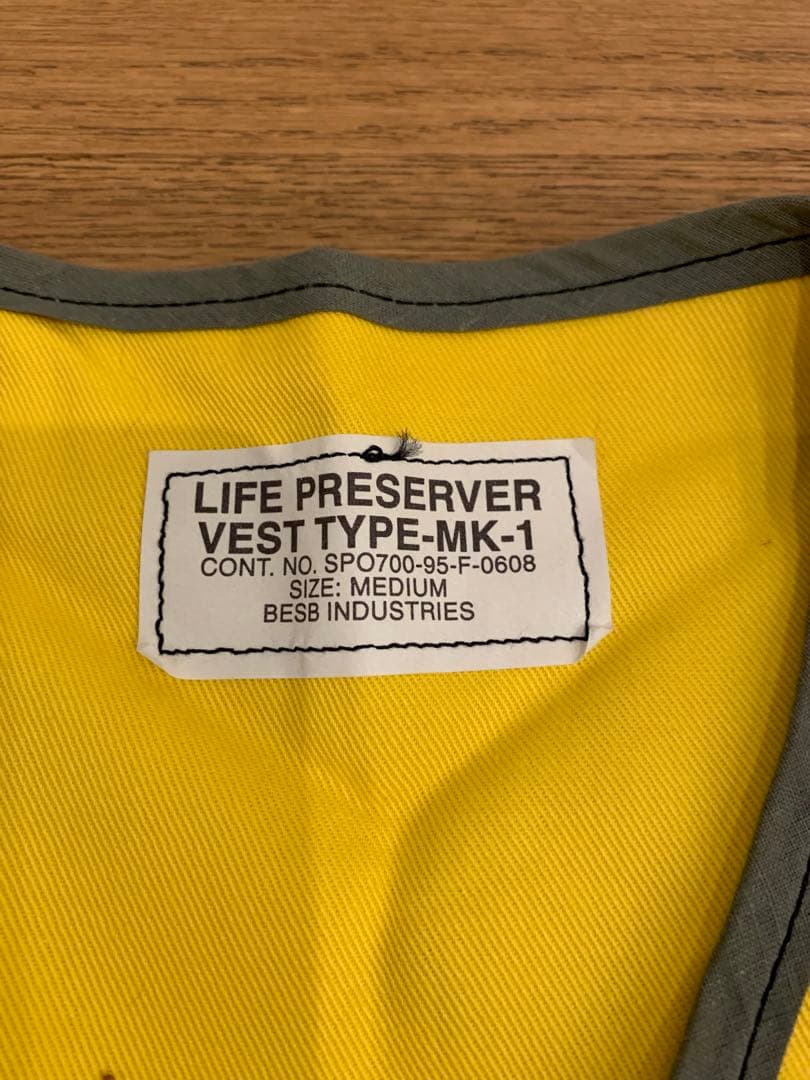 LIFE PRESERVER
VEST TYPE-MK-1
CONT. NO. SPO700-95-F-0608
SIZE: MEDIUM
BESB INDUSTRIES